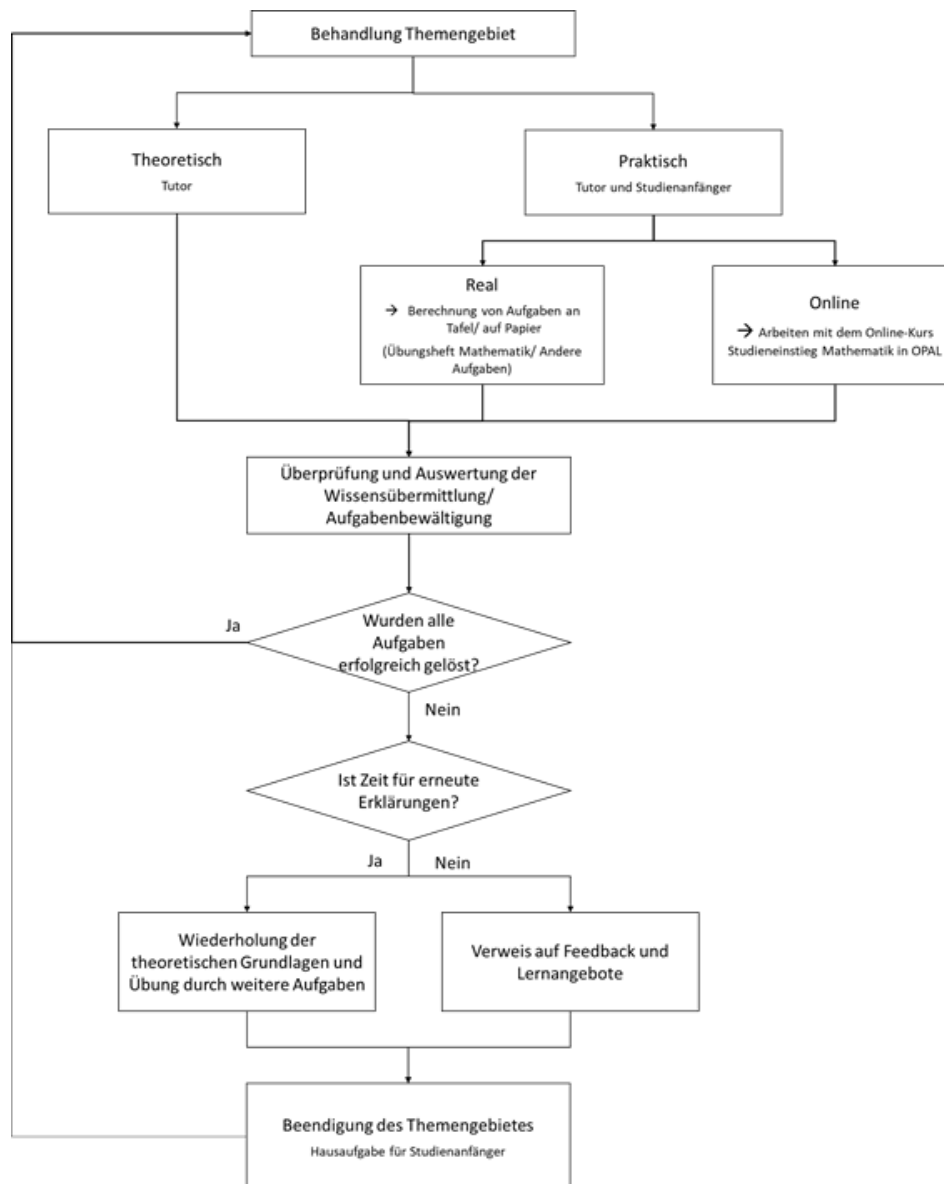 Behandlung Themengebiet
Theoretisch
Tutor
Praktisch
Tutor und Studienanfänger
Real
→ Berechnung von Aufgaben an
Tafel/ auf Papier
(Übungsheft Mathematik/ Andere
Aufgaben)
Online
→ Arbeiten mit dem Online-Kurs
Studieneinstieg Mathematik in OPAL
Überprüfung und Auswertung der
Wissensübermittlung/
Aufgabenbewältigung
Ja
Wurden alle
Aufgaben
erfolgreich gelöst?
Nein
Ist Zeit für erneute
Erklärungen?
Ja
Nein
Wiederholung der
theoretischen Grundlagen und
Übung durch weitere Aufgaben
Verweis auf Feedback und
Lernangebote
Beendigung des Themengebietes
Hausaufgabe für Studienanfänger